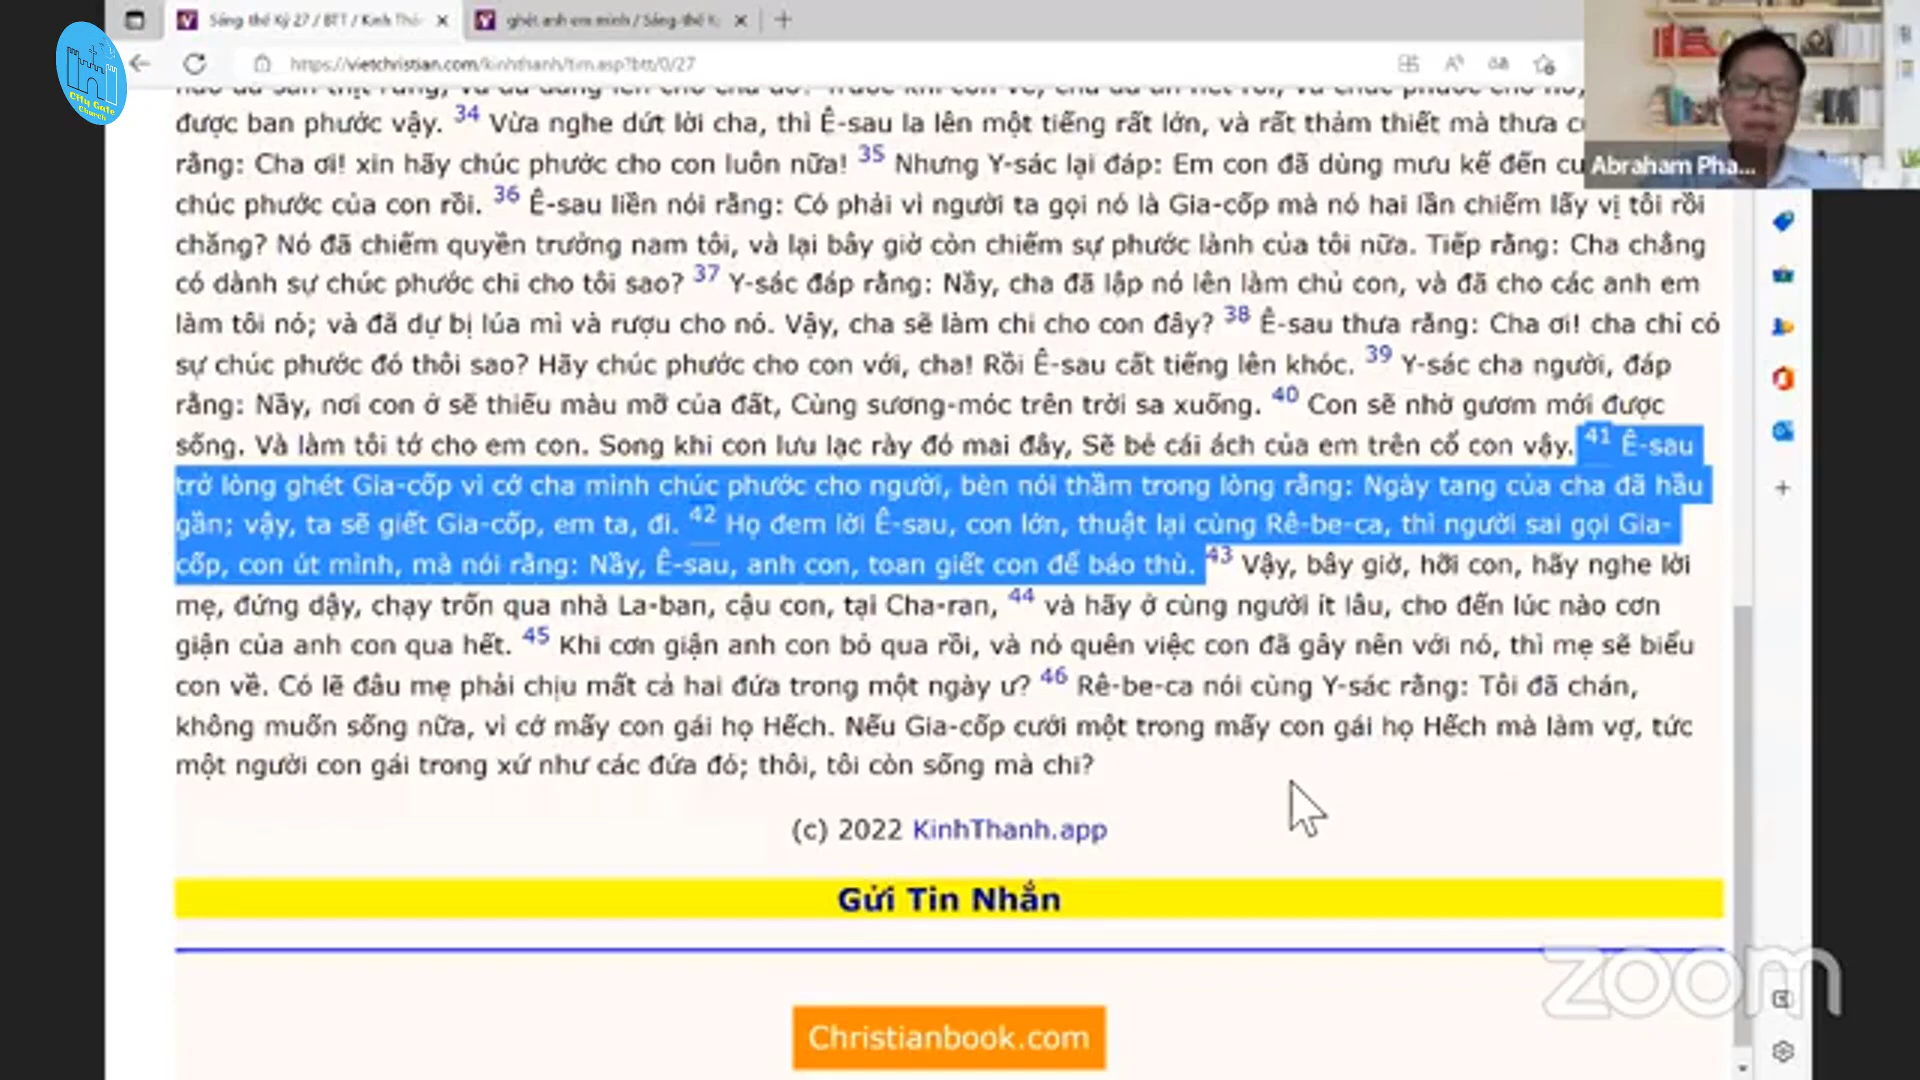 Sáng thế Ký 27 / BTT / Kinh Thá
ghét anh em mình / Sáng-thế K
https://vietchristian.com/kinhthanh/tim.asp?btt/0/27
City Gate
Church
được ban phước vậy. 34 Vừa nghe dứt lời cha, thì Ê-sau la lên một tiếng rất lớn, và rất thảm thiết mà thưa
rằng: Cha ơi! xin hãy chúc phước cho con luôn nữa! 35 Nhưng Y-sác lại đáp: Em con đã dùng mưu kế đến
Abraham Pha...
chúc phước của con rồi. 36 Ê-sau liền nói rằng: Có phải vì người ta gọi nó là Gia-cốp mà nó hai lần chiếm lấy vị tôi rồi
chăng? Nó đã chiếm quyền trưởng nam tôi, và lại bây giờ còn chiếm sự phước lành của tôi nữa. Tiếp rằng: Cha chẳng
có dành sự chúc phước chi cho tôi sao? 37 Y-sác đáp rằng: Nầy, cha đã lập nó lên làm chủ con, và đã cho các anh em
làm tôi nó; và đã dự bị lúa mì và rượu cho nó. Vậy, cha sẽ làm chi cho con đây? 38 Ê-sau thưa rằng: Cha ơi! cha chỉ có
sự chúc phước đó thôi sao? Hãy chúc phước cho con với, cha! Rồi Ê-sau cất tiếng lên khóc. 39 Y-sác cha người, đáp
rằng: Nầy, nơi con ở sẽ thiếu màu mỡ của đất, Cùng sương-móc trên trời sa xuống. 40 Con sẽ nhờ gươm mới được
sống. Và làm tôi tớ cho em con. Song khi con lưu lạc rày đó mai đây, Sẽ bẻ cái ách của em trên cổ con vậy. 41 Ê-sau
trở lòng ghét Gia-cốp vì cớ cha mình chúc phước cho người, bèn nói thầm trong lòng rằng: Ngày tang của cha đã hầu
gần; vậy, ta sẽ giết Gia-cốp, em ta, đi. 42 Họ đem lời Ê-sau, con lớn, thuật lại cùng Rê-be-ca, thì người sai gọi Gia-
cốp, con út mình, mà nói rằng: Nầy, Ê-sau, anh con, toan giết con để báo thù. 43 Vậy, bây giờ, hỡi con, hãy nghe lời
mẹ, đứng dậy, chạy trốn qua nhà La-ban, cậu con, tại Cha-ran, 44 và hãy ở cùng người ít lâu, cho đến lúc nào cơn
giận của anh con qua hết. 45 Khi cơn giận anh con bỏ qua rồi, và nó quên việc con đã gây nên với nó, thì mẹ sẽ biểu
con về. Có lẽ đâu mẹ phải chịu mất cả hai đứa trong một ngày ư? 46 Rê-be-ca nói cùng Y-sác rằng: Tôi đã chán,
không muốn sống nữa, vì cớ mấy con gái họ Hếch. Nếu Gia-cốp cưới một trong mấy con gái họ Hếch mà làm vợ, tức
một người con gái trong xứ như các đứa đó; thôi, tôi còn sống mà chi?
(c) 2022 KinhThanh.app
Gửi Tin Nhắn
zoom
Christianbook.com